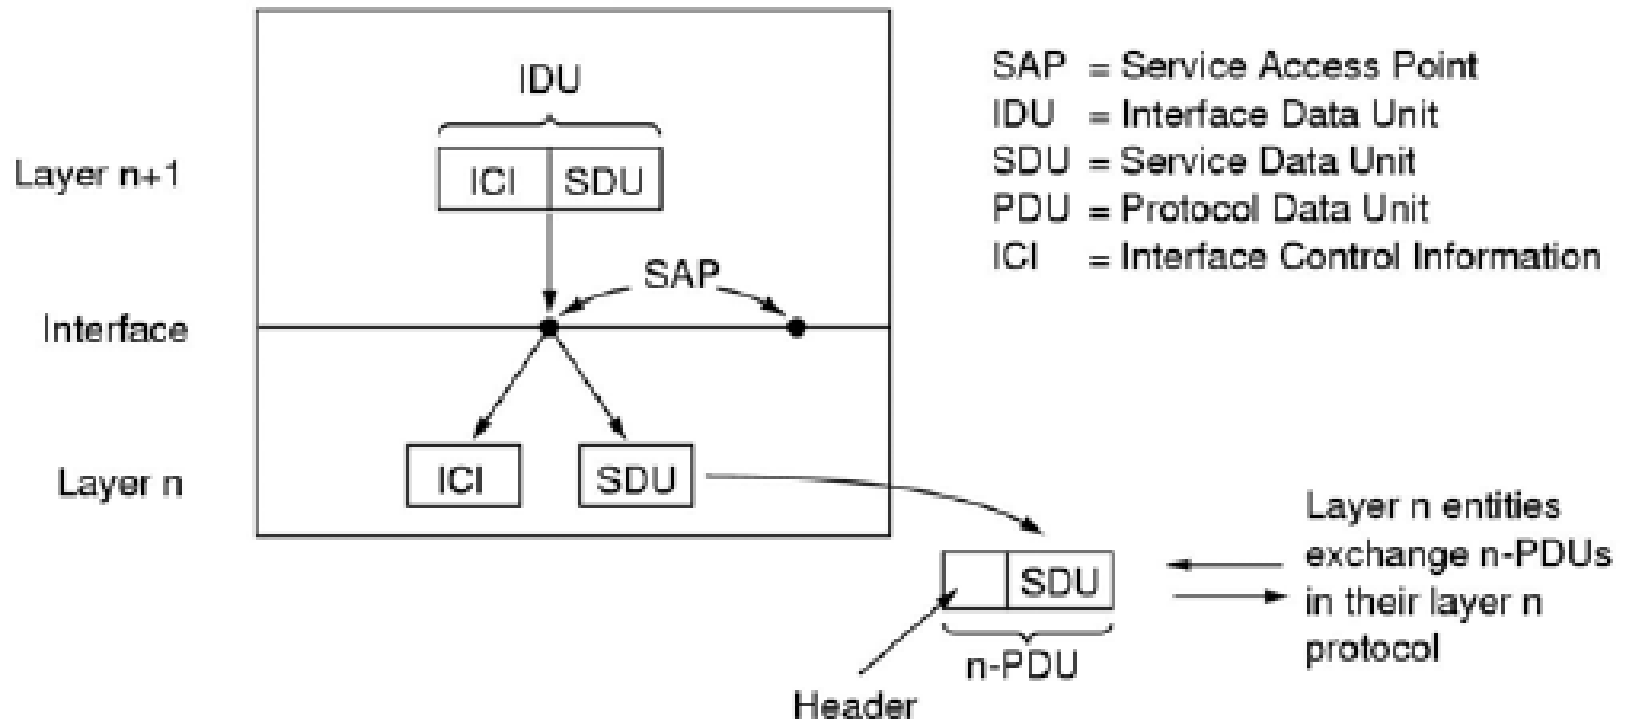 IDU
Layer n+1
ICI
SDU
SAP
Interface
Layer n
ICI
SDU
SAP = Service Access Point
IDU = Interface Data Unit
SDU = Service Data Unit
PDU = Protocol Data Unit
ICI = Interface Control Information
SDU
n-PDU
Header
Layer n entities
exchange n-PDUs
in their layer n
protocol